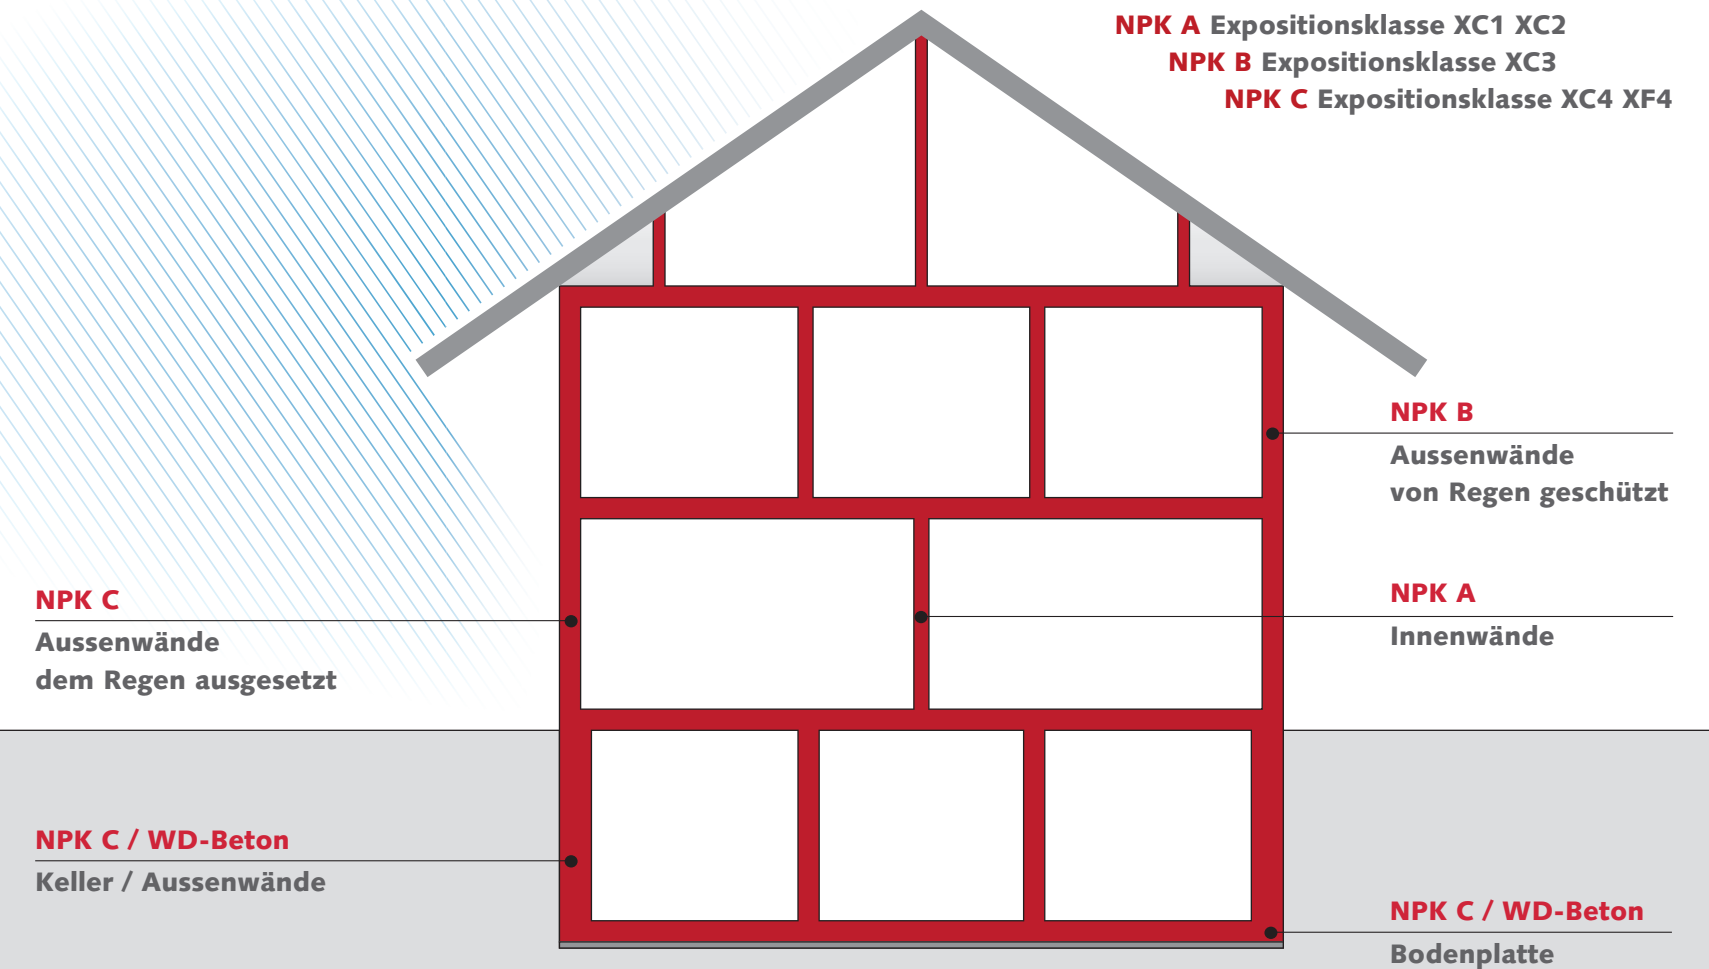 NPK A Expositionsklasse XC1 XC2
NPK B Expositionsklasse XC3
NPK C Expositionsklasse XC4 XF4
NPK B
Aussenwände
von Regen geschützt
NPK C
Aussenwände
dem Regen ausgesetzt
NPK A
Innenwände
NPK C / WD-Beton
Keller / Aussenwände
NPK C / WD-Beton
Bodenplatte